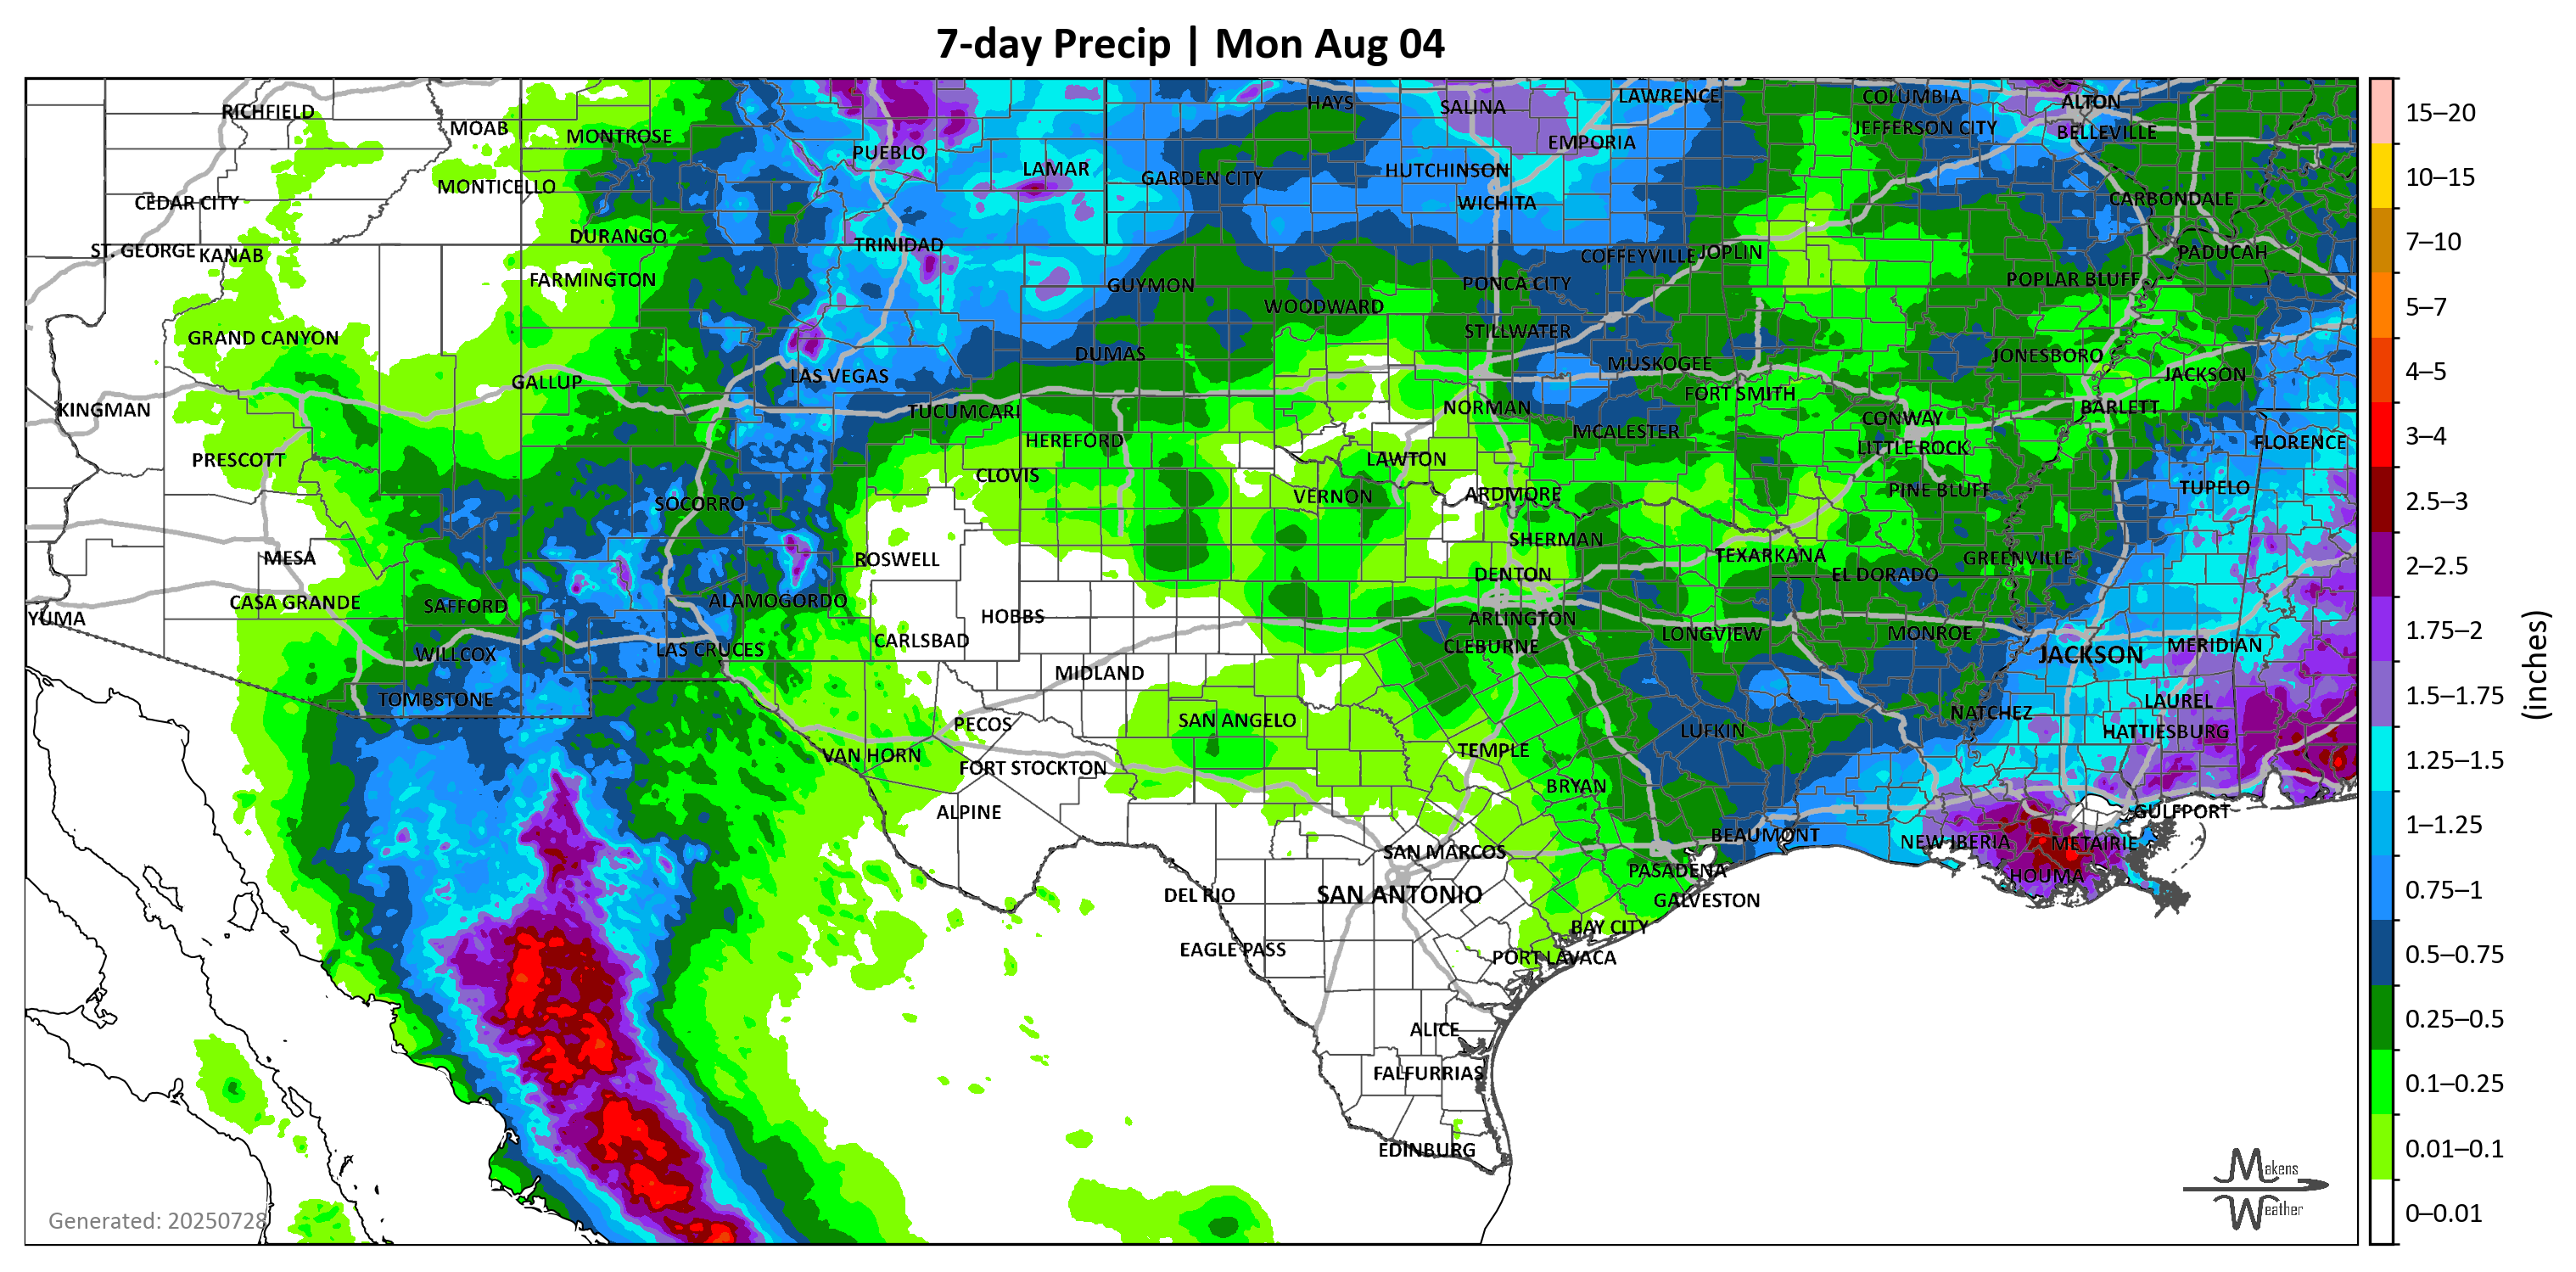 7-day Precip | Mon Aug 04
RICHFIELD
MOAB
MONTROSE
PUEBLO
LAMAR
HAYS
SALINA
LAWRENCE
COLUMBIA
ALTON
JEFFERSON CITY
BELLEVILLE
EMPORIA
HUTCHINSON
GARDEN CITY
MONTICELLO
CEDAR CITY
WICHITA
CARBONDALE
DURANGO
TRINIDAD
ST. GEORGE
KANAB
COFFEYVILLE
JOPLIN
PADUCAH
FARMINGTON
GUYMON
PONCA CITY
POPLAR BLUFF
WOODWARD
STILLWATER
GRAND CANYON
DUMAS
MUSKOGEE
JONESBORO
JACKSON
LAS VEGAS
GALLUP
FORT SMITH
KINGMAN
TUCUMCARI
NORMAN
CONWAY
BARLETT
HEREFORD
MCALESTER
LITTLE ROCK
FLORENCE
PRESCOTT
CLOVIS
LAWTON
VERNON
ARDMORE
PINE BLUFF
TUPELO
SOCORRO
SHERMAN
MESA
ROSWELL
TEXARKANA
GREENVILLE
DENTON
EL DORADO
CASA GRANDE
SAFFORD
ALAMOGORDO
YUMA
HOBBS
ARLINGTON
CARLSBAD
CLEBURNE
LONGVIEW
MONROE
MERIDIAN
WILLCOX
LAS CRUCES
JACKSON
MIDLAND
TOMBSTONE
LAUREL
PECOS
SAN ANGELO
NATCHEZ
HATTIESBURG
LUFKIN
VAN HORN
FORT STOCKTON
TEMPLE
BRYAN
ALPINE
GULFPORT
BEAUMONT
NEW IBERIA
METAIRIE
SAN MARCOS
PASADENA
HOUMA
DEL RIO
SAN ANTONIO
GALVESTON
BAY CITY
EAGLE PASS
PORT LAVACA
ALICE
FALFURRIAS
EDINBURG
Generated: 20250728
Makens
Weather
15–20
10–15
7–10
5–7
4–5
3–4
2.5–3
2–2.5
1.75–2
1.5–1.75
1.25–1.5
1–1.25
0.75–1
0.5–0.75
0.25–0.5
0.1–0.25
0.01–0.1
0–0.01
(inches)